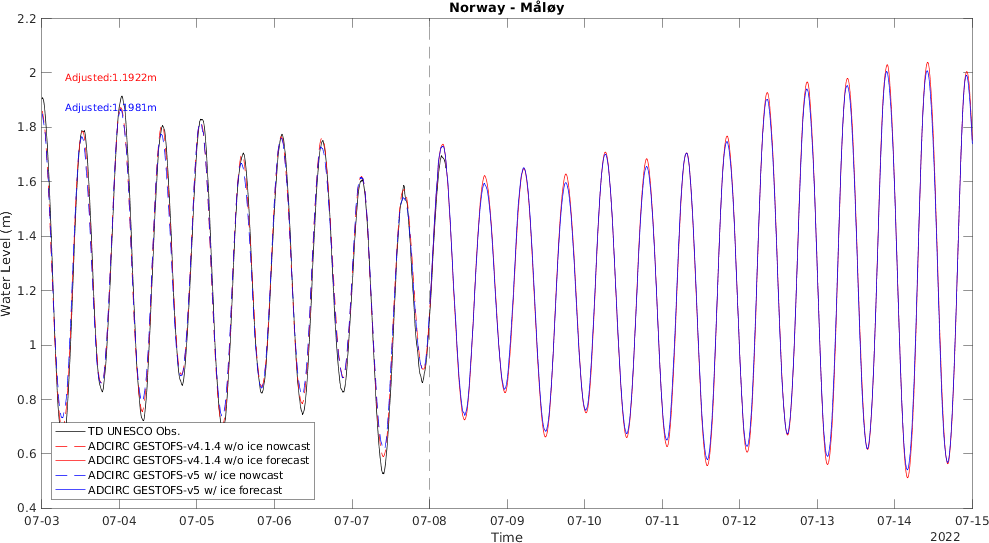 Norway - Måløy
2.2
2
1.8
1.6
1.4
1.2
1
0.8
0.6
0.4
Water Level (m)
Adjusted:1.1922m
Adjusted:1.1981m
TD UNESCO Obs.
ADCIRC GESTOFS-v4.1.4 w/o ice nowcast
ADCIRC GESTOFS-v4.1.4 w/o ice forecast
ADCIRC GESTOFS-v5 w/ ice nowcast
ADCIRC GESTOFS-v5 w/ ice forecast
07-03 07-04 07-05 07-06 07-07 07-08 07-09 07-10 07-11 07-12 07-13 07-14 07-15
Time
2022